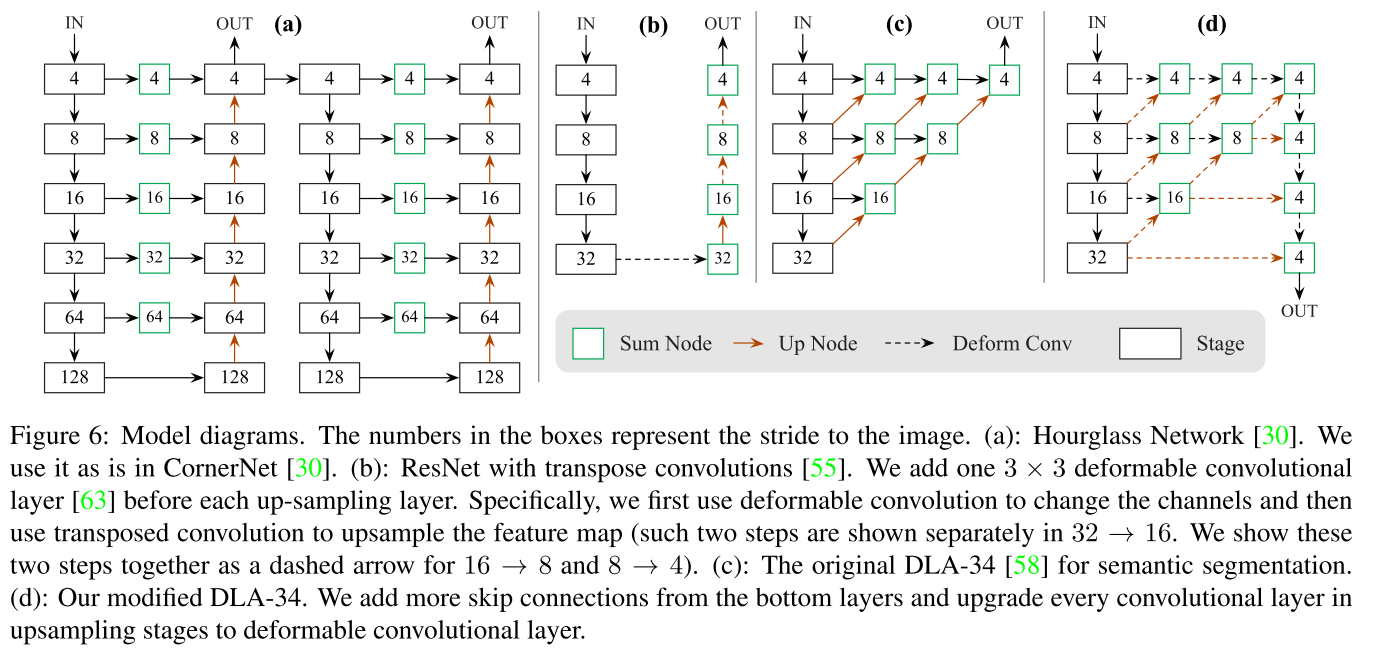 IN OUT (a) OUT IN (b) OUT IN (c) OUT IN (d)
4 4 4 4 4 4 4 4 4 4 4 4 4 4 4 4
8 8 8 8 8 8 8 8 8 8 8 8 8 8 4
16 16 16 16 16 16 16 16 16 16 16 16 4
32 32 32 32 32 32 32 32 32 32 4
64 64 64 64 64 64 OUT
Sum Node Up Node Deform Conv Stage
128 128 128 128
Figure 6: Model diagrams. The numbers in the boxes represent the stride to the image. (a): Hourglass Network [30]. We
use it as is in CornerNet [30]. (b): ResNet with transpose convolutions [55]. We add one 3 × 3 deformable convolutional
layer [63] before each up-sampling layer. Specifically, we first use deformable convolution to change the channels and then
use transposed convolution to upsample the feature map (such two steps are shown separately in 32 → 16. We show these
two steps together as a dashed arrow for 16 → 8 and 8 → 4). (c): The original DLA-34 [58] for semantic segmentation.
(d): Our modified DLA-34. We add more skip connections from the bottom layers and upgrade every convolutional layer in
upsampling stages to deformable convolutional layer.